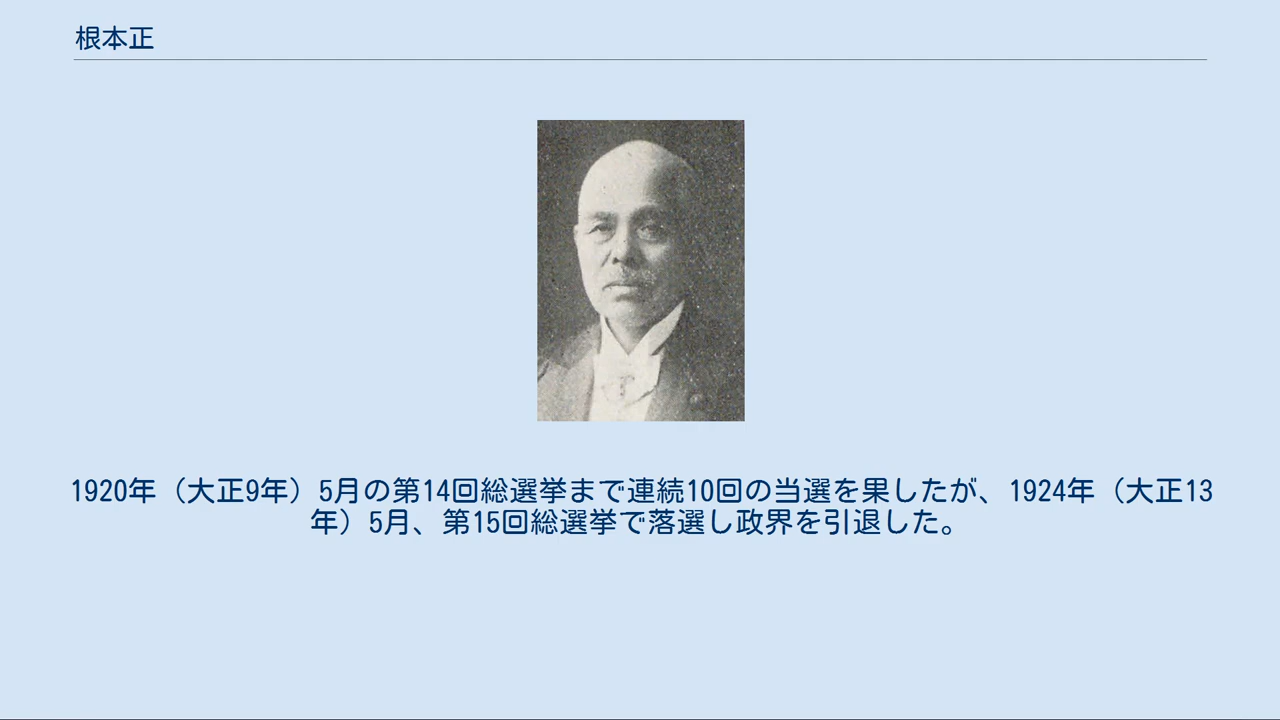 根本正
1920年（大正9年）5月の第14回総選挙まで連続10回の当選を果したが、1924年（大正13
年）5月、第15回総選挙で落選し政界を引退した。